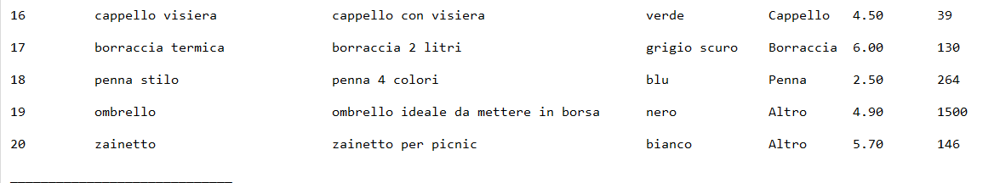 16 cappello visiera cappello con visiera verde Cappello 4.50 39
17 borraccia termica borraccia 2 litri grigio scuro Borraccia 6.00 130
18 penna stilo penna 4 colori blu Penna 2.50 264
19 ombrello ombrello ideale da mettere in borsa nero Altro 4.90 1500
20 zainetto zainetto per picnic bianco Altro 5.70 146
_____________________________